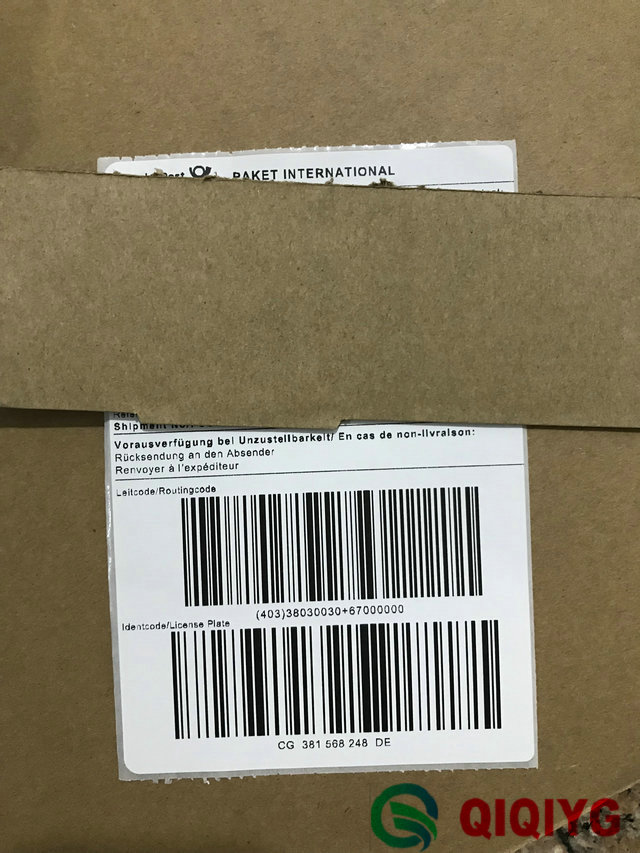 PAKET INTERNATIONAL
Shipment
Vorausverfügung bei Unzustellbarkeit/ En cas de non-livraison:
Rücksendung an den Absender
Renvoyer à l'expéditeur
Leitcode/Routingcode
(403)38030030+67000000
Identcode/License Plate
CG 381 568 248 DE
QIQIYG